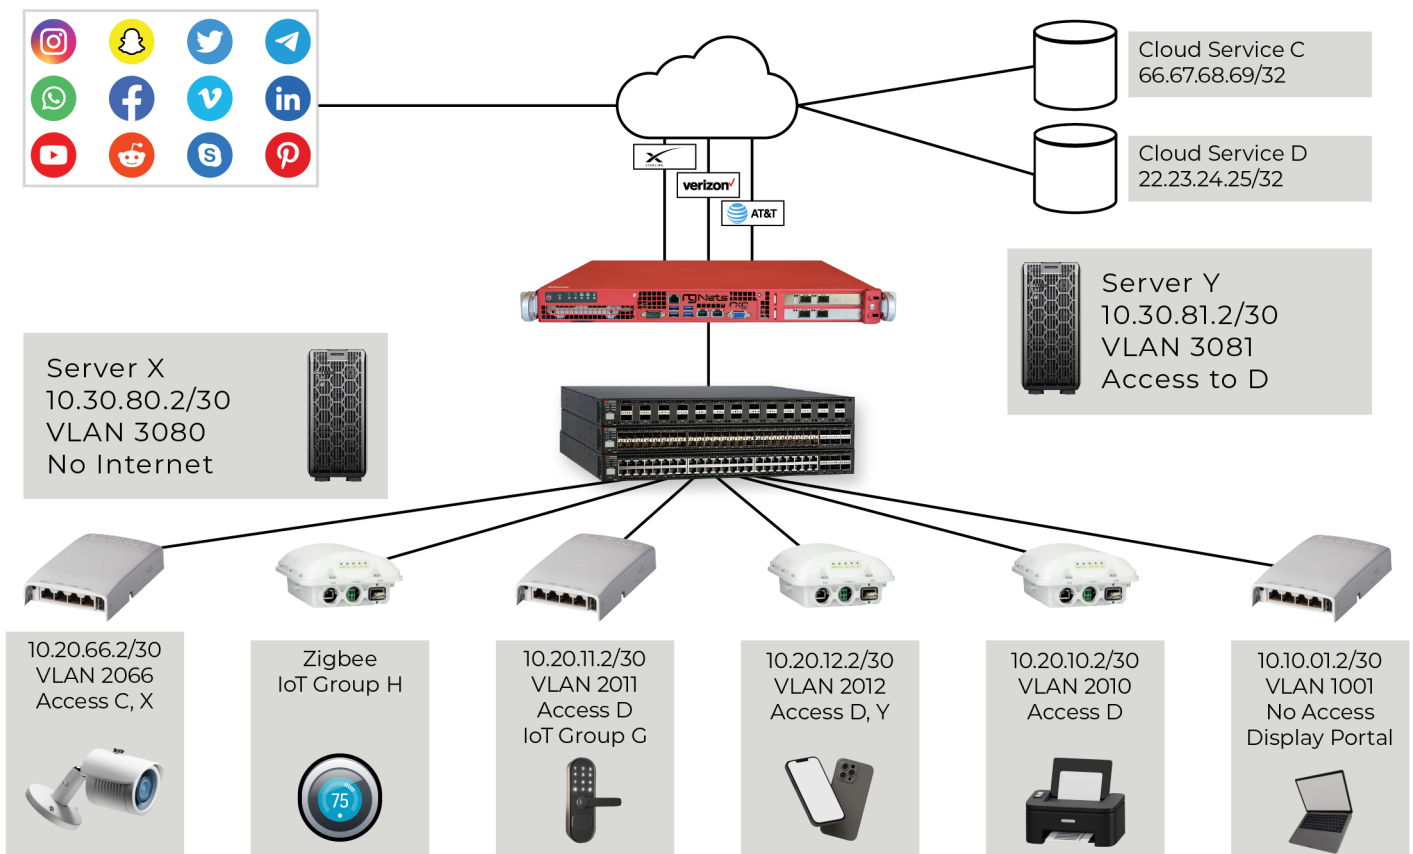 Cloud Service C
66.67.68.69/32
Cloud Service D
22.23.24.25/32
STARLINK
verizon
AT&T
rgNets
Server Y
10.30.81.2/30
VLAN 3081
Access to D
Server X
10.30.80.2/30
VLAN 3080
No Internet
10.20.66.2/30
VLAN 2066
Access C, X
Zigbee
IoT Group H
75
10.20.11.2/30
VLAN 2011
Access D
IoT Group G
10.20.12.2/30
VLAN 2012
Access D, Y
10.20.10.2/30
VLAN 2010
Access D
10.10.01.2/30
VLAN 1001
No Access
Display Portal